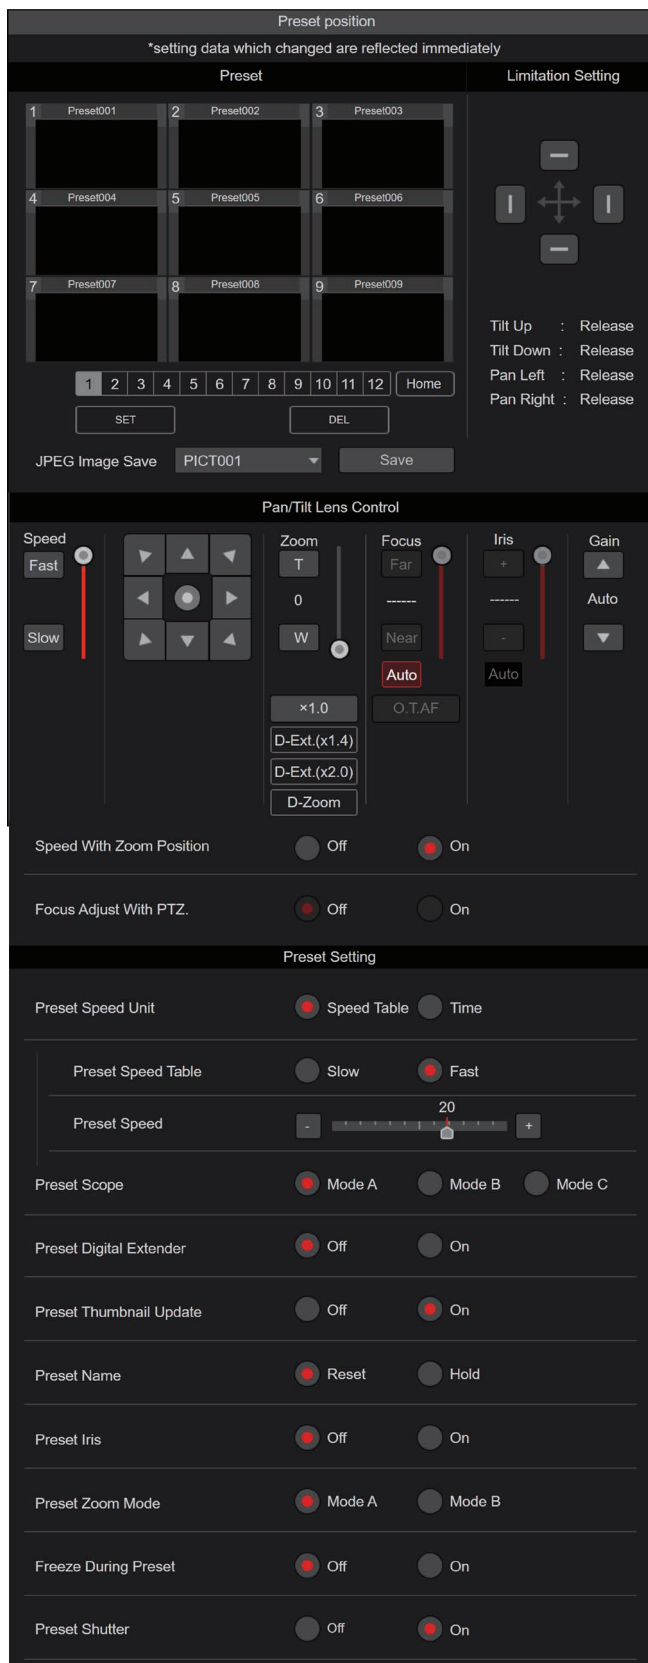 Preset position
*setting data which changed are reflected immediately
Preset
Limitation Setting
1 Preset001 2 Preset002 3 Preset003
4 Preset004 5 Preset005 6 Preset006
7 Preset007 8 Preset008 9 Preset009
Tilt Up : Release
Tilt Down : Release
Pan Left : Release
Pan Right : Release
1 2 3 4 5 6 7 8 9 10 11 12 Home
SET DEL
JPEG Image Save PICT001 Save
Pan/Tilt Lens Control
Speed Zoom Focus Iris Gain
Fast T Far +
0 ------ ------ Auto
Slow W Near -
Auto Auto
×1.0 O.T.AF
D-Ext.(x1.4)
D-Ext.(x2.0)
D-Zoom
Speed With Zoom Position Off On
Focus Adjust With PTZ. Off On
Preset Setting
Preset Speed Unit Speed Table Time
Preset Speed Table Slow Fast
20
Preset Speed - +
Preset Scope Mode A Mode B Mode C
Preset Digital Extender Off On
Preset Thumbnail Update Off On
Preset Name Reset Hold
Preset Iris Off On
Preset Zoom Mode Mode A Mode B
Freeze During Preset Off On
Preset Shutter Off On